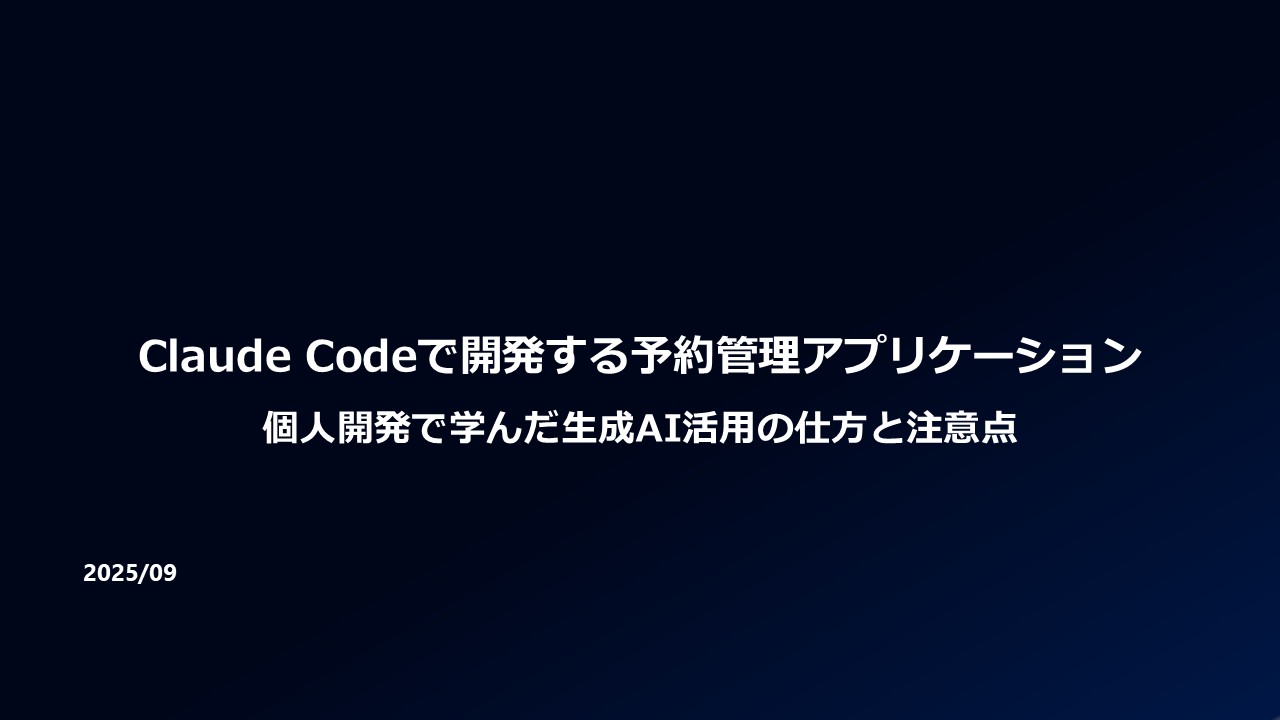 Claude Codeで開発する予約管理アプリケーション
個人開発で学んだ生成AI活用の仕方と注意点
2025/09